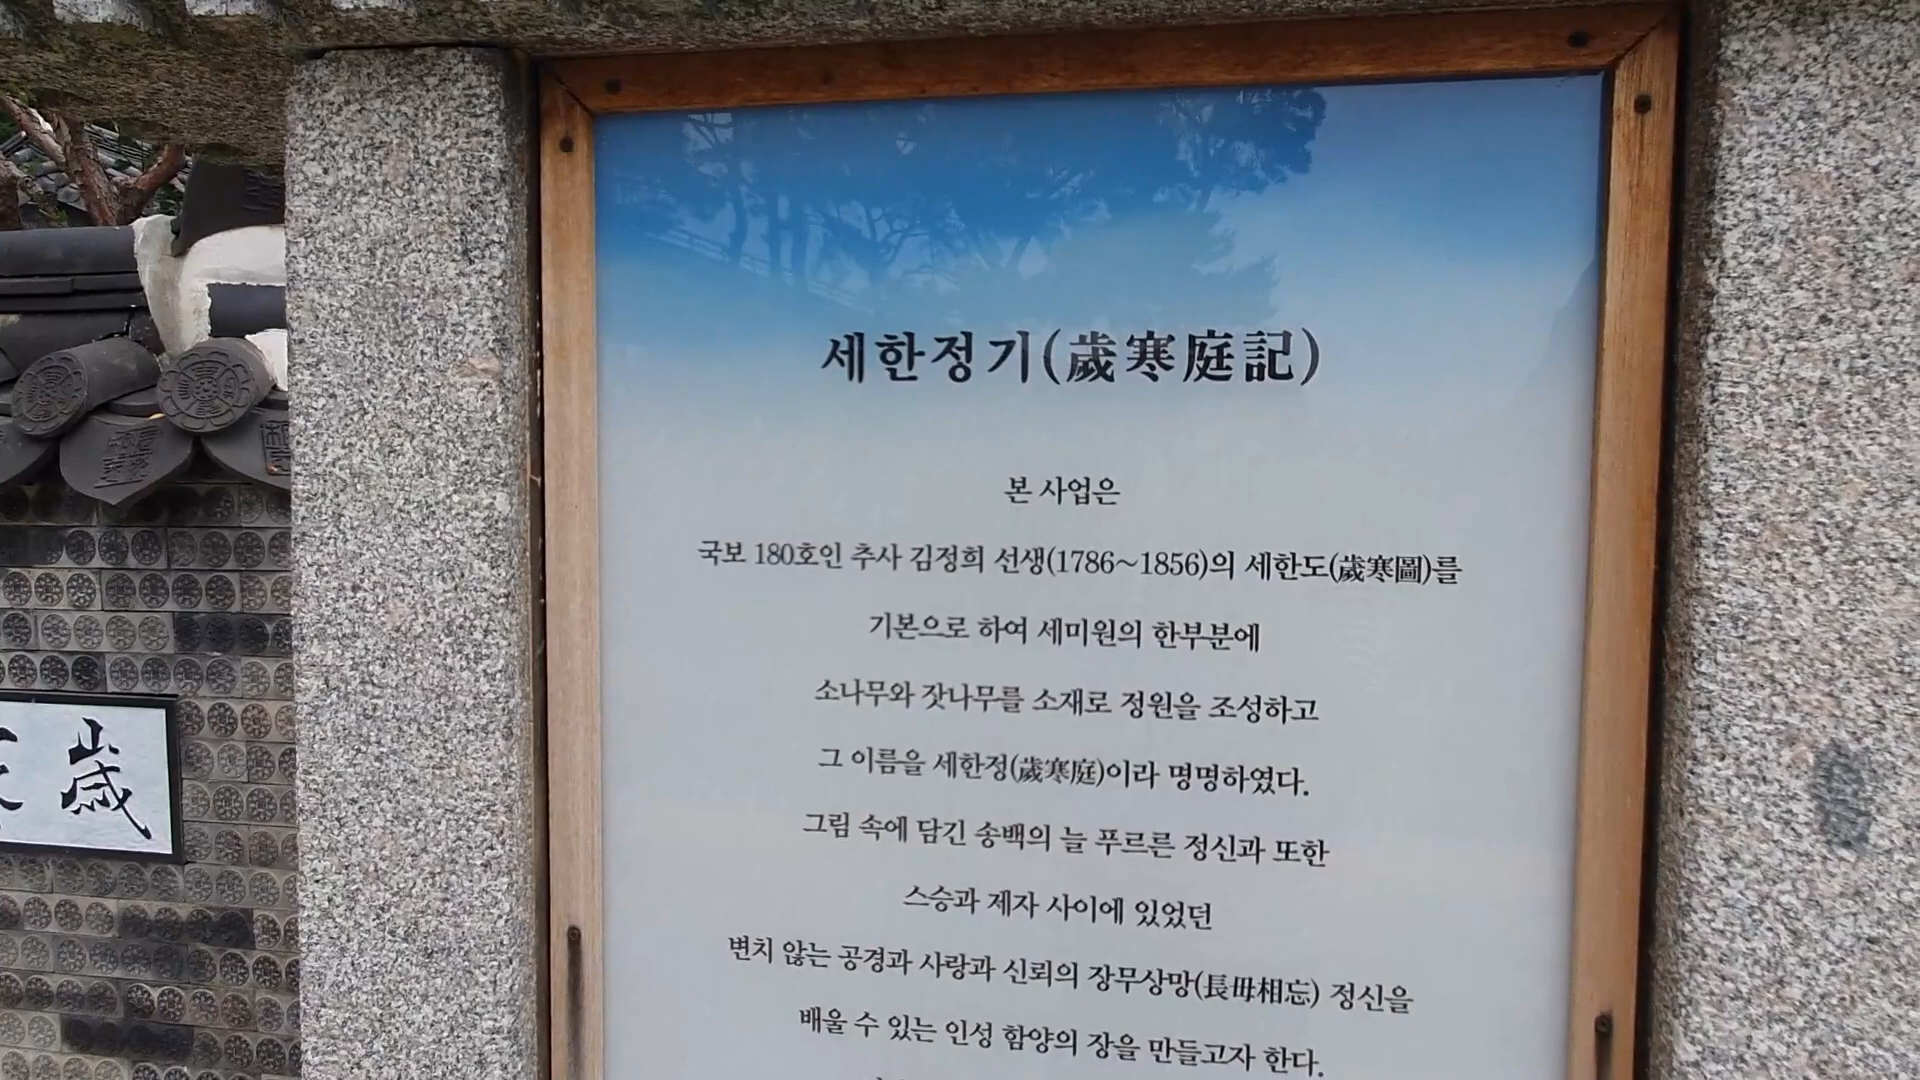 세한정기(歲寒庭記)
본 사업은
국보 180호인 추사 김정희 선생(1786~1856)의 세한도(歲寒圖)를
기본으로 하여 세미원의 한부분에
소나무와 잣나무를 소재로 정원을 조성하고
그 이름을 세한정(歲寒庭)이라 명명하였다.
그림 속에 담긴 송백의 늘 푸르른 정신과 또한
스승과 제자 사이에 있었던
변치 않는 공경과 사랑과 신뢰의 장무상망(長毋相忘) 정신을
배울 수 있는 인성 함양의 장을 만들고자 한다.
歲